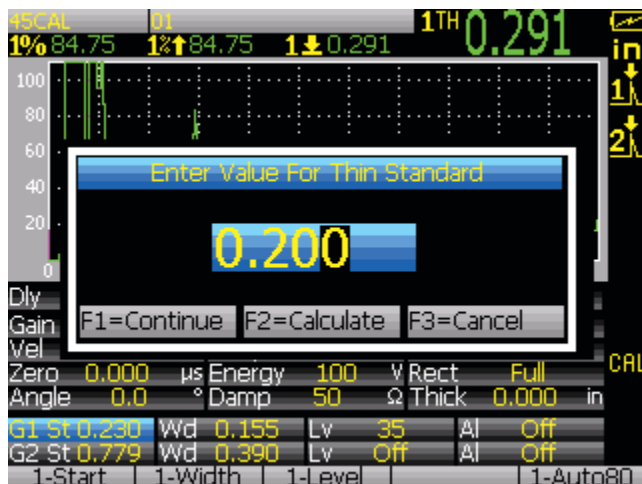 45CAL 01
1% 84.75 1%↑84.75 1↓0.291 1TH 0.291
in
100
80
60
40
20
0
1
2
Enter Value For Thin Standard
0.200
F1=Continue F2=Calculate F3=Cancel
Dly
Gain
Vel
Zero 0.000 µs Energy 100 V Rect Full
CAL
Angle 0.0 ° Damp 50 Ω Thick 0.000 in
G1 St 0.230 Wd 0.155 Lv 35 Al Off
G2 St 0.779 Wd 0.390 Lv Off Al Off
1-Start 1-Width 1-Level 1-Auto80